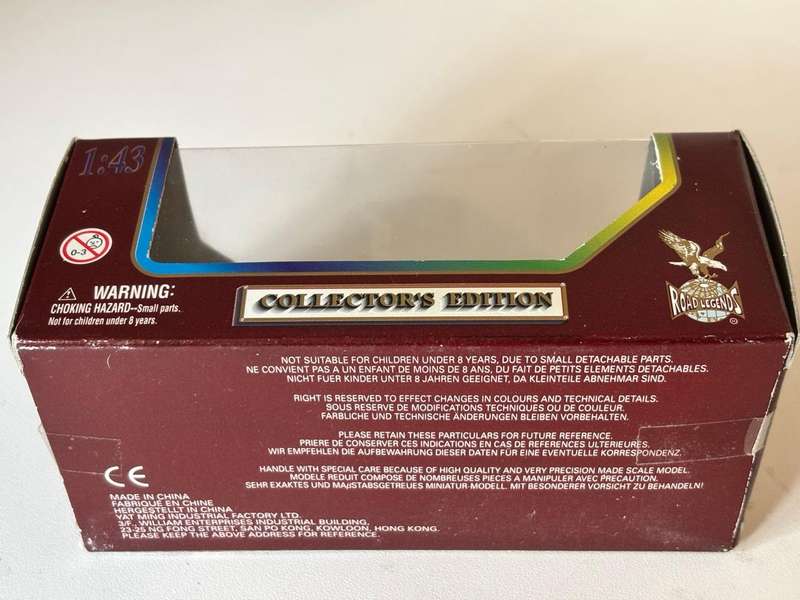 1:43
0-3
WARNING:
CHOKING HAZARD--Small parts.
Not for children under 8 years.
COLLECTOR'S EDITION
ROAD LEGENDS
NOT SUITABLE FOR CHILDREN UNDER 8 YEARS, DUE TO SMALL DETACHABLE PARTS.
NE CONVIENT PAS A UN ENFANT DE MOINS DE 8 ANS, DU FAIT DE PETITS ELEMENTS DETACHABLES.
NICHT FUER KINDER UNTER 8 JAHREN GEEIGNET, DA KLEINTEILE ABNEHMAR SIND.
RIGHT IS RESERVED TO EFFECT CHANGES IN COLOURS AND TECHNICAL DETAILS.
SOUS RESERVE DE MODIFICATIONS TECHNIQUES OU DE COULEUR.
FARBLICHE UND TECHNISCHE ÄNDERUNGEN BLEIBEN VORBEHALTEN.
PLEASE RETAIN THESE PARTICULARS FOR FUTURE REFERENCE.
PRIERE DE CONSERVER CES INDICATIONS EN CAS DE REFERENCES ULTERIEURES.
WIR EMPFEHLEN DIE AUFBEWAHRUNG DIESER DATEN FÜR EINE EVENTUELLE KORRESPONDENZ.
HANDLE WITH SPECIAL CARE BECAUSE OF HIGH QUALITY AND VERY PRECISION MADE SCALE MODEL.
MODELE REDUIT COMPOSE DE NOMBREUSES PIECES A MANIPULER AVEC PRECAUTION.
SEHR EXAKTES UND MAßSTABSGETREUES MINIATUR-MODELL. MIT BESONDERER VORSICHT ZU BEHANDELN!
CE
MADE IN CHINA
FABRIQUE EN CHINE
HERGESTELLT IN CHINA
YAT MING INDUSTRIAL FACTORY LTD.
3/F., WILLIAM ENTERPRISES INDUSTRIAL BUILDING,
23-25 NG FONG STREET, SAN PO KONG, KOWLOON, HONG KONG.
PLEASE KEEP THE ABOVE ADDRESS FOR REFERENCE.